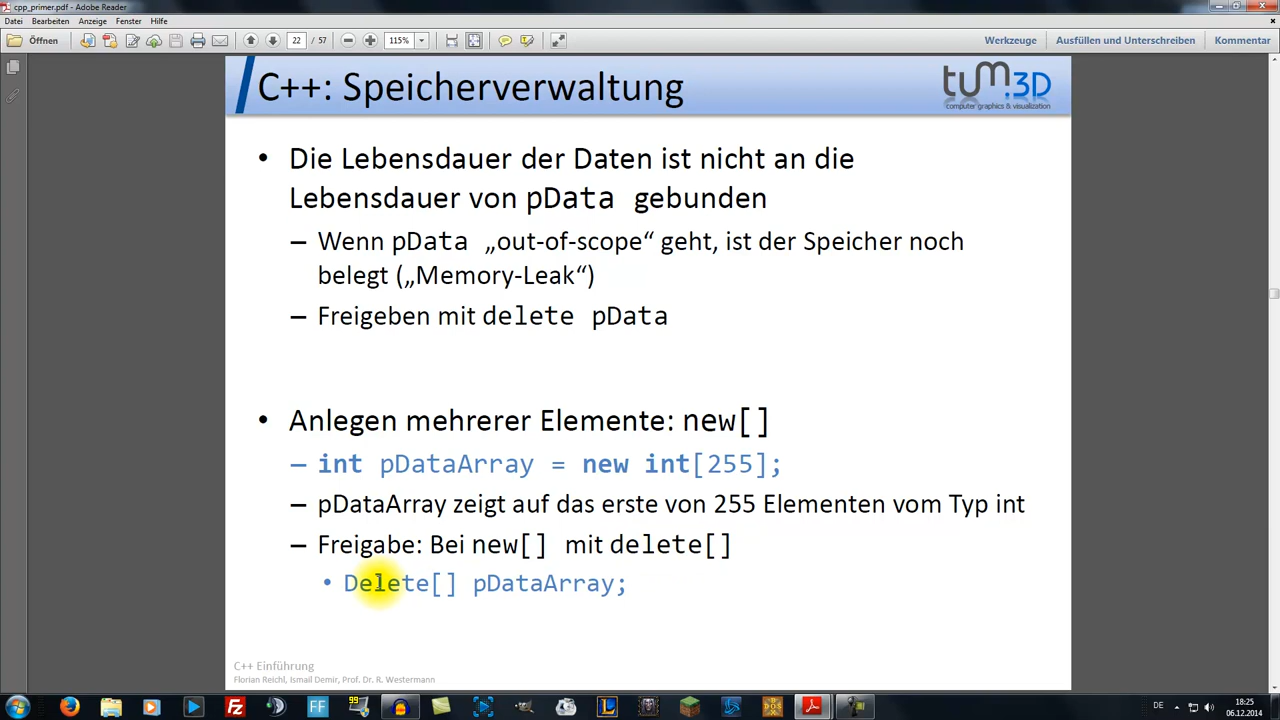 cpp_primer.pdf - Adobe Reader
Datei Bearbeiten Anzeige Fenster Hilfe
Öffnen 22 / 57 115% Werkzeuge Ausfüllen und Unterschreiben Kommentar
C++: Speicherverwaltung
tum.3D
computer graphics & visualization
• Die Lebensdauer der Daten ist nicht an die
Lebensdauer von pData gebunden
– Wenn pData „out-of-scope“ geht, ist der Speicher noch
belegt („Memory-Leak“)
– Freigeben mit delete pData
• Anlegen mehrerer Elemente: new[]
– int pDataArray = new int[255];
– pDataArray zeigt auf das erste von 255 Elementen vom Typ int
– Freigabe: Bei new[] mit delete[]
• Delete[] pDataArray;
C++ Einführung
Florian Reichl, Ismail Demir, Prof. Dr. R. Westermann
DE 18:25
06.12.2014